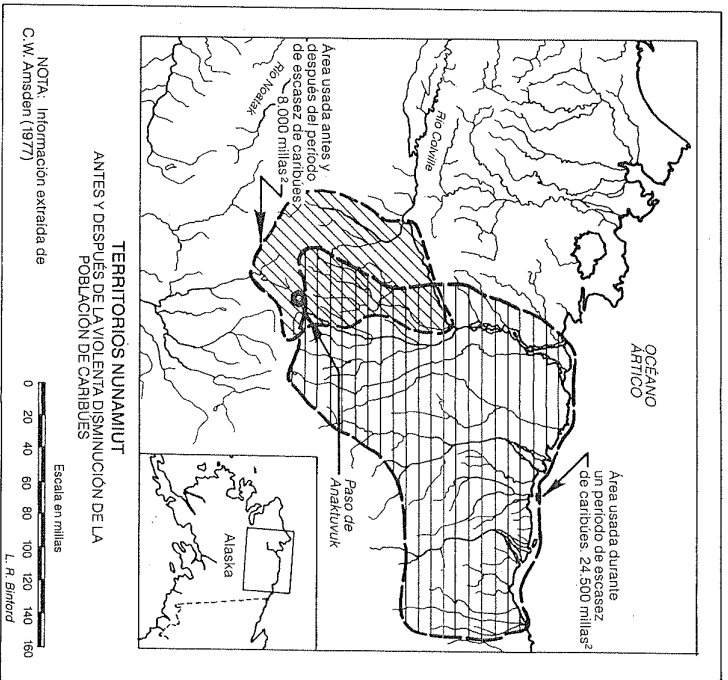 OCÉANO
ÁRTICO
Área usada durante
un período de escasez
de caribúes. 24.500 millas²
Río Colville
Área usada antes y
después del período
de escasez de caribúes
8.000 millas²
Río Noatak
Paso de
Anaktuvuk
Alaska
TERRITORIOS NUNAMIUT
ANTES Y DESPUÉS DE LA VIOLENTA DISMINUCIÓN DE LA
POBLACIÓN DE CARIBÚES
NOTA: Información extraida de
C.W. Amsden (1977)
Escala en millas
0 20 40 60 80 100 120 140 160
L. R. Binford